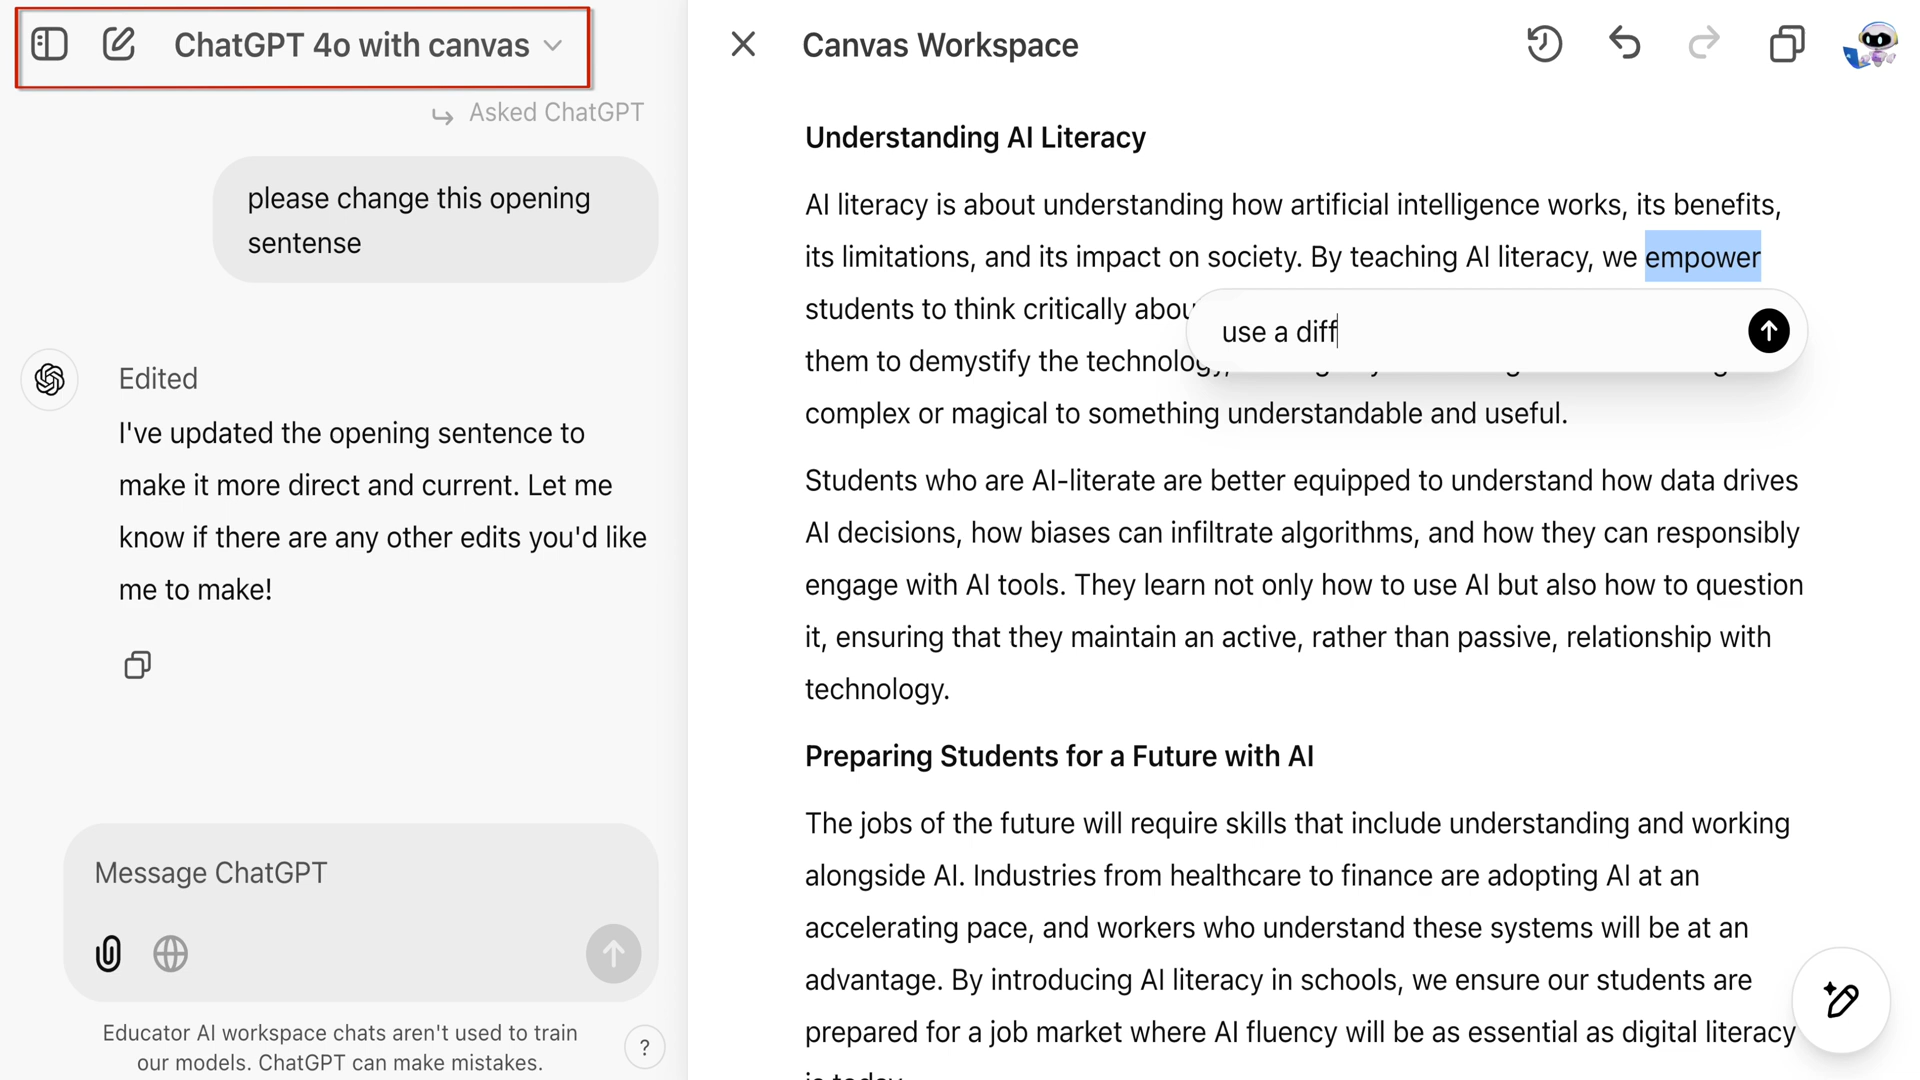 ChatGPT 4o with canvas
Asked ChatGPT
please change this opening
sentense
Edited
I've updated the opening sentence to
make it more direct and current. Let me
know if there are any other edits you'd like
me to make!
Message ChatGPT
Educator AI workspace chats aren't used to train
our models. ChatGPT can make mistakes.
?
Canvas Workspace
Understanding AI Literacy
AI literacy is about understanding how artificial intelligence works, its benefits,
its limitations, and its impact on society. By teaching AI literacy, we empower
students to think critically abou
use a diff
them to demystify the technology,
complex or magical to something understandable and useful.
Students who are AI-literate are better equipped to understand how data drives
AI decisions, how biases can infiltrate algorithms, and how they can responsibly
engage with AI tools. They learn not only how to use AI but also how to question
it, ensuring that they maintain an active, rather than passive, relationship with
technology.
Preparing Students for a Future with AI
The jobs of the future will require skills that include understanding and working
alongside AI. Industries from healthcare to finance are adopting AI at an
accelerating pace, and workers who understand these systems will be at an
advantage. By introducing AI literacy in schools, we ensure our students are
prepared for a job market where AI fluency will be as essential as digital literacy
is today.